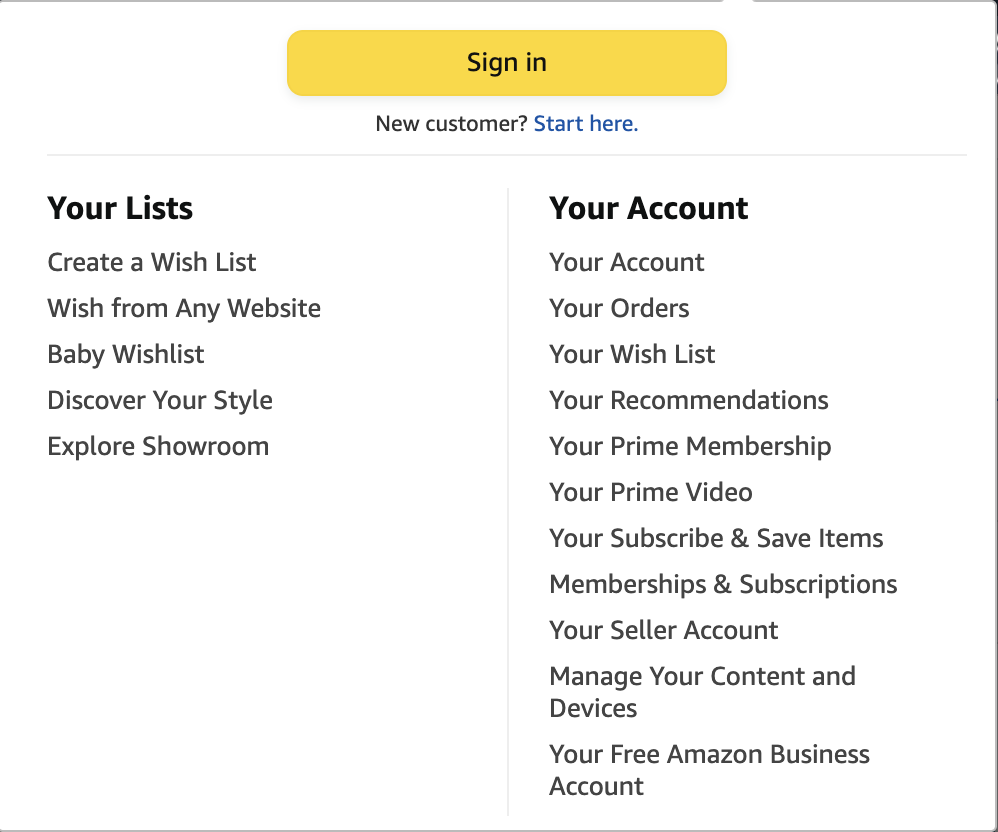 Sign in
New customer? Start here.
Your Lists
Create a Wish List
Wish from Any Website
Baby Wishlist
Discover Your Style
Explore Showroom
Your Account
Your Account
Your Orders
Your Wish List
Your Recommendations
Your Prime Membership
Your Prime Video
Your Subscribe & Save Items
Memberships & Subscriptions
Your Seller Account
Manage Your Content and
Devices
Your Free Amazon Business
Account